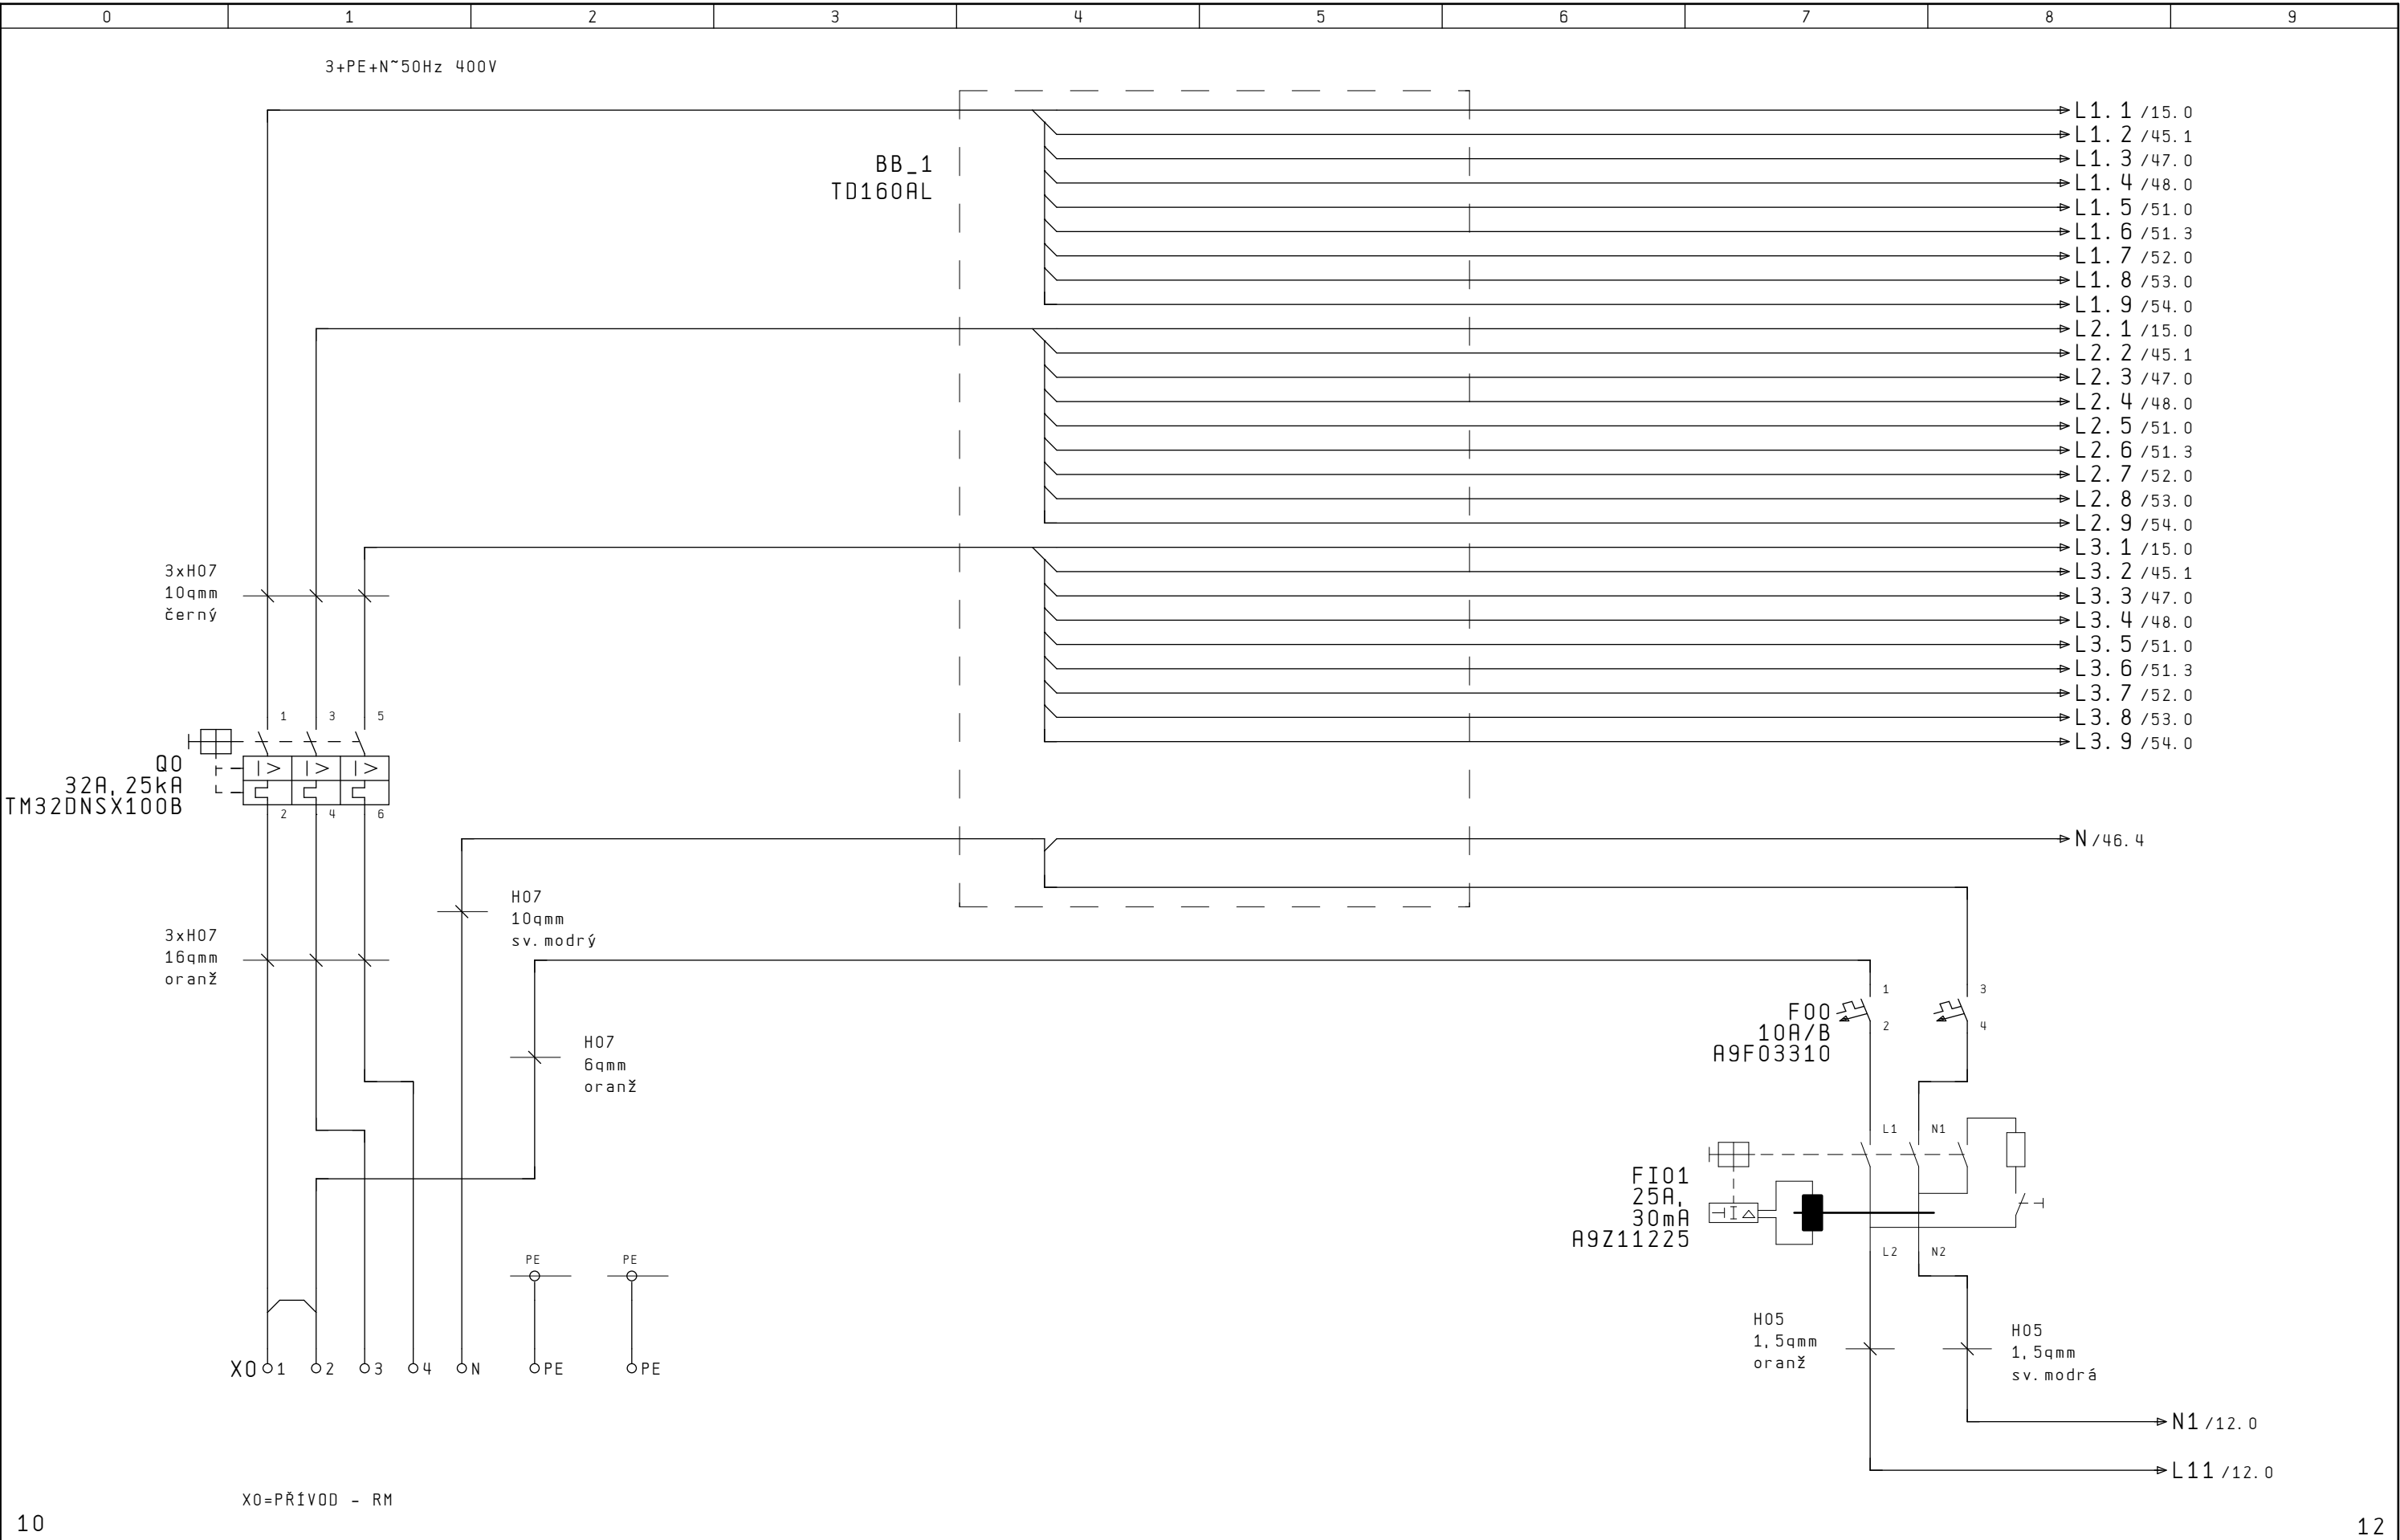 0 1 2 3 4 5 6 7 8 9
3+PE+N~50Hz 400V
L1.1 /15.0
L1.2 /45.1
BB_1
L1.3 /47.0
TD160AL
L1.4 /48.0
L1.5 /51.0
L1.6 /51.3
L1.7 /52.0
L1.8 /53.0
L1.9 /54.0
L2.1 /15.0
L2.2 /45.1
L2.3 /47.0
L2.4 /48.0
L2.5 /51.0
L2.6 /51.3
L2.7 /52.0
L2.8 /53.0
L2.9 /54.0
L3.1 /15.0
L3.2 /45.1
L3.3 /47.0
L3.4 /48.0
L3.5 /51.0
L3.6 /51.3
L3.7 /52.0
L3.8 /53.0
L3.9 /54.0
3xH07
10qmm
černý
1 3 5
Q0
32A,25kA
TM32DNSX100B
I> I> I>
2 4 6
N /46.4
H07
10qmm
sv.modrý
3xH07
16qmm
oranž
H07
6qmm
oranž
1 3
F00
10A/B
A9F03310
2 4
L1 N1
FI01
25A,
30mA
A9Z11225
I
L2 N2
PE PE
H05
1,5qmm
oranž
H05
1,5qmm
sv.modrá
X0 1 2 3 4 N PE PE
N1 /12.0
L11 /12.0
X0=PŘÍVOD - RM
10 12